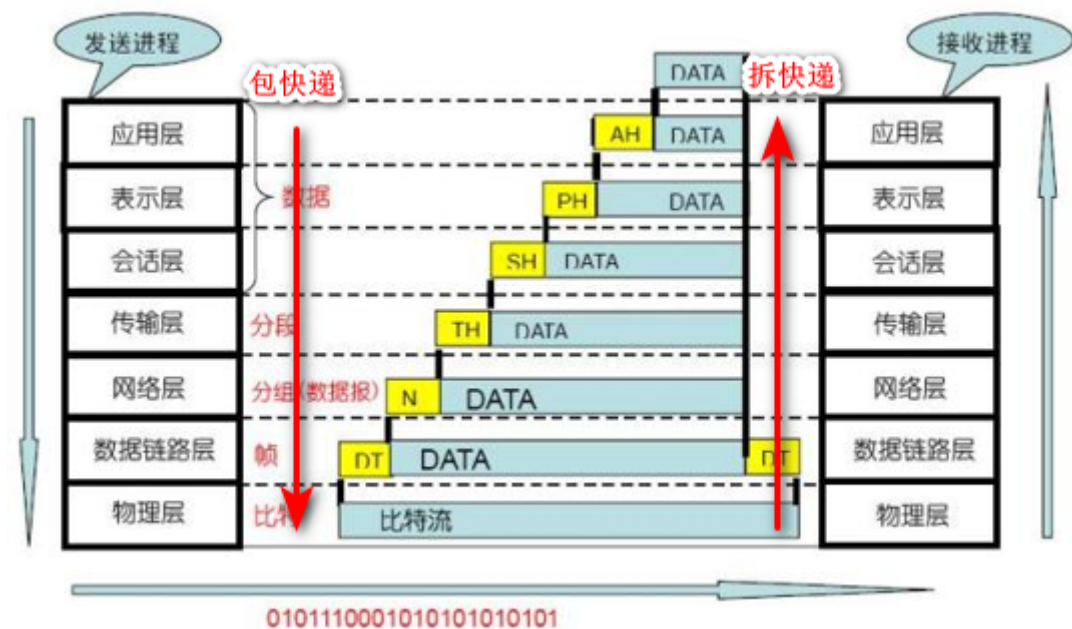 发送进程
接收进程
包快递
拆快递
DATA
应用层
AH
DATA
应用层
表示层
数据
PH
DATA
表示层
会话层
SH
DATA
会话层
传输层
分段
TH
DATA
传输层
网络层
分组(数据报)
N
DATA
网络层
数据链路层
帧
DT
DATA
DT
数据链路层
物理层
比特
比特流
物理层
0101110001010101010101